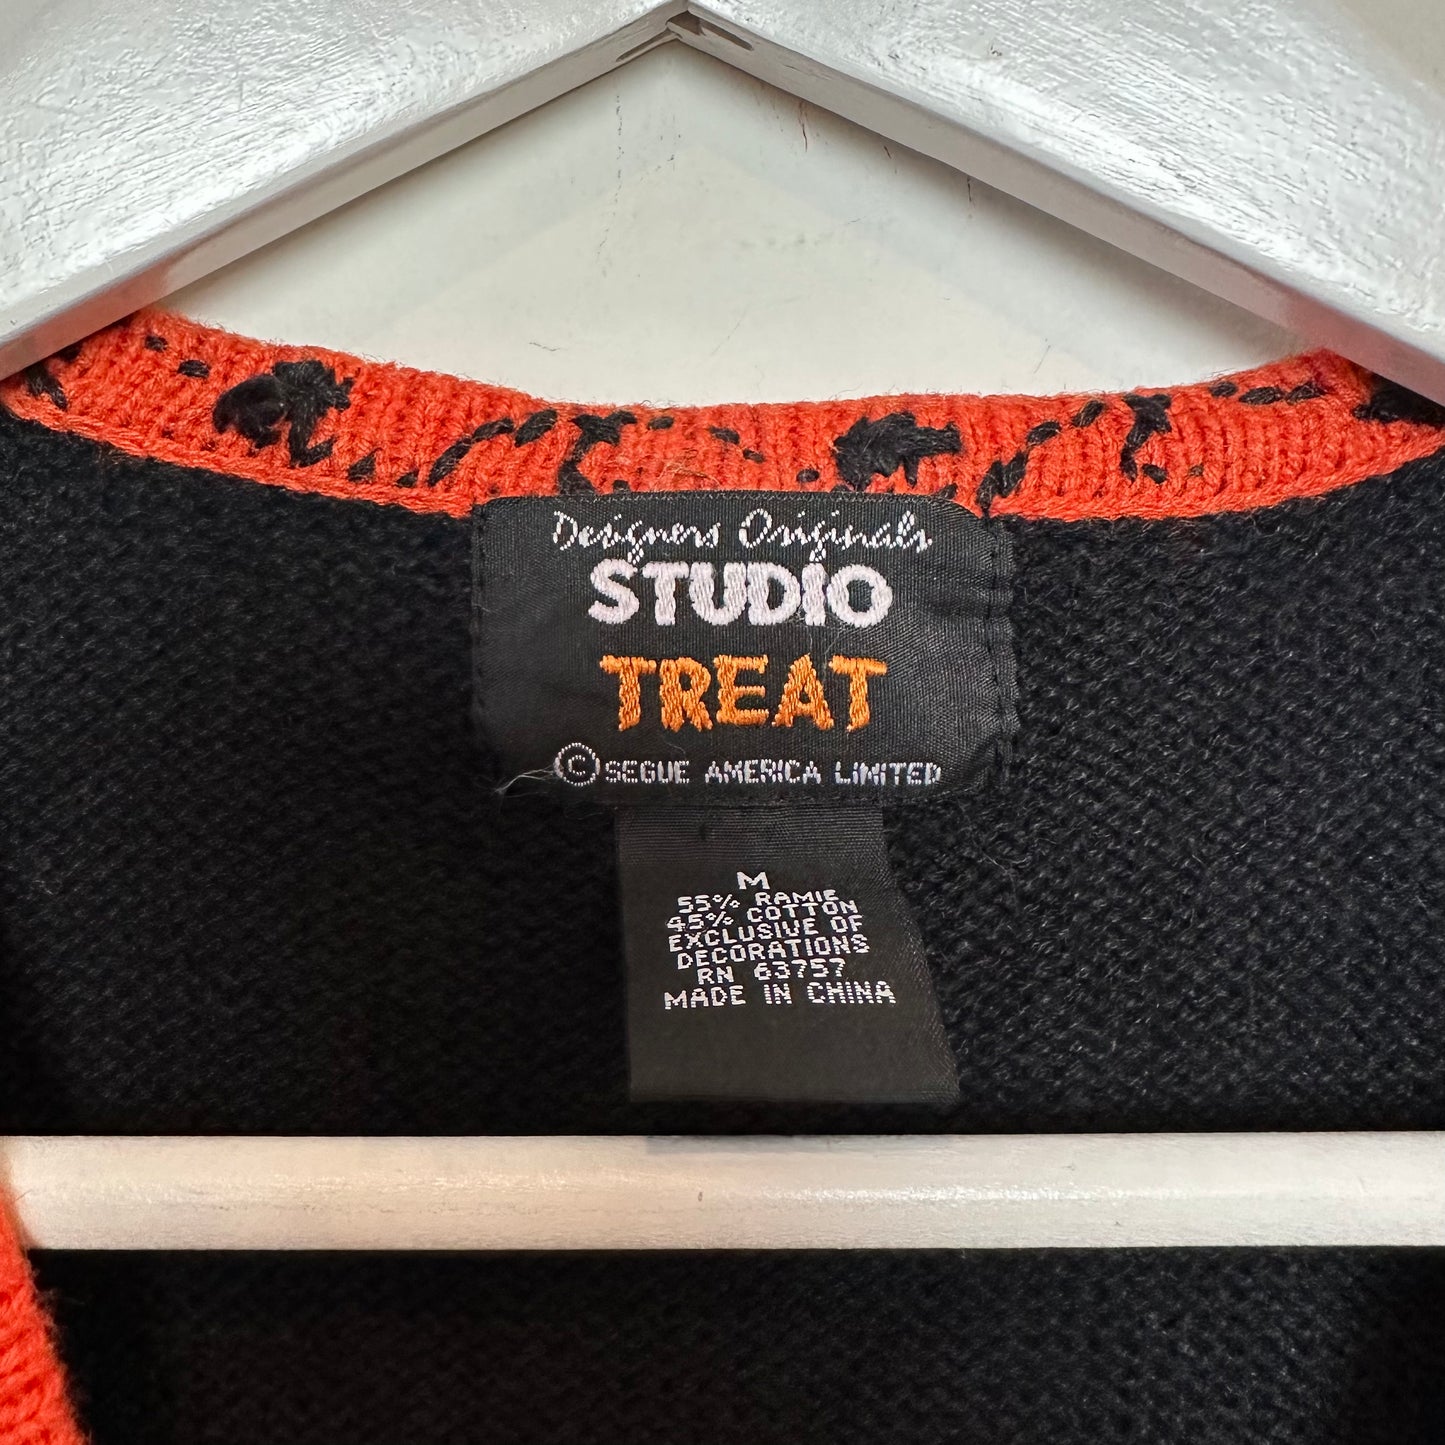 Designers Originals
STUDIO
TREAT
© SEGUE AMERICA LIMITED
M
55% RAMIE
45% COTTON
EXCLUSIVE OF
DECORATIONS
RN 63757
MADE IN CHINA